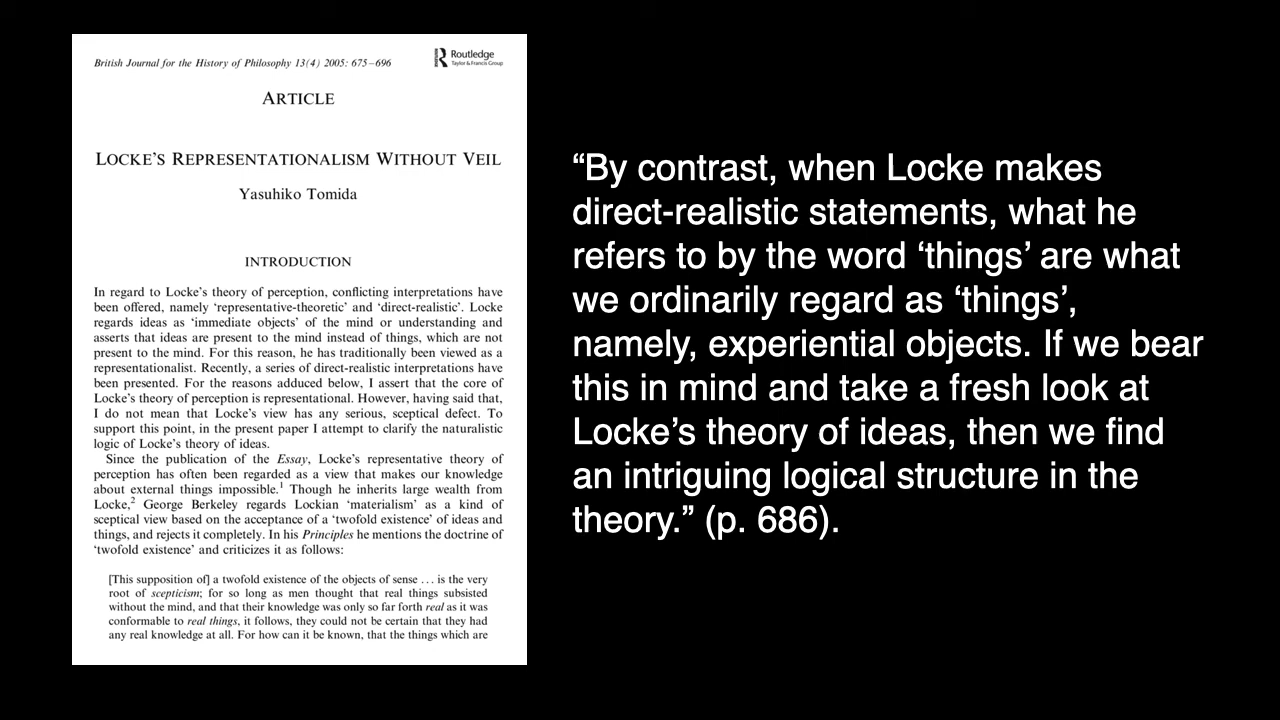 British Journal for the History of Philosophy 13(4) 2005: 675–696
Routledge
Taylor & Francis Group
ARTICLE
LOCKE'S REPRESENTATIONALISM WITHOUT VEIL
Yasuhiko Tomida
INTRODUCTION
In regard to Locke's theory of perception, conflicting interpretations have
been offered, namely 'representative-theoretic' and 'direct-realistic'. Locke
regards ideas as 'immediate objects' of the mind or understanding and
asserts that ideas are present to the mind instead of things, which are not
present to the mind. For this reason, he has traditionally been viewed as a
representationalist. Recently, a series of direct-realistic interpretations have
been presented. For the reasons adduced below, I assert that the core of
Locke's theory of perception is representational. However, having said that,
I do not mean that Locke's view has any serious, sceptical defect. To
support this point, in the present paper I attempt to clarify the naturalistic
logic of Locke's theory of ideas.
Since the publication of the Essay, Locke's representative theory of
perception has often been regarded as a view that makes our knowledge
about external things impossible.1 Though he inherits large wealth from
Locke,2 George Berkeley regards Lockian 'materialism' as a kind of
sceptical view based on the acceptance of a 'twofold existence' of ideas and
things, and rejects it completely. In his Principles he mentions the doctrine of
'twofold existence' and criticizes it as follows:
[This supposition of] a twofold existence of the objects of sense . . . is the very
root of scepticism; for so long as men thought that real things subsisted
without the mind, and that their knowledge was only so far forth real as it was
conformable to real things, it follows, they could not be certain that they had
any real knowledge at all. For how can it be known, that the things which are
“By contrast, when Locke makes
direct-realistic statements, what he
refers to by the word ‘things’ are what
we ordinarily regard as ‘things’,
namely, experiential objects. If we bear
this in mind and take a fresh look at
Locke’s theory of ideas, then we find
an intriguing logical structure in the
theory.” (p. 686).